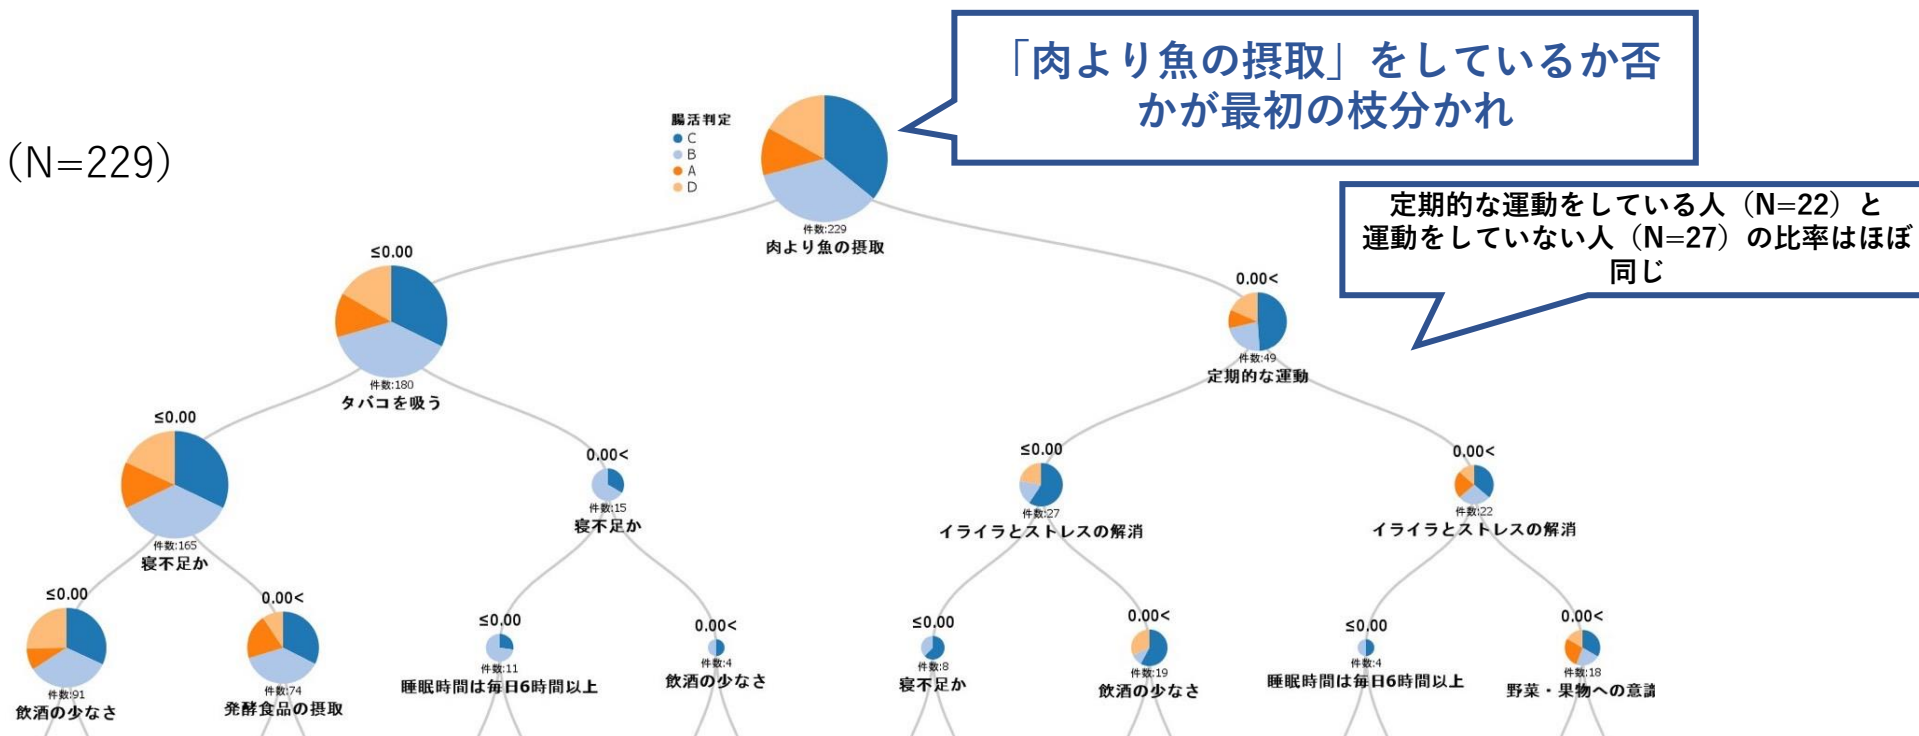 「肉より魚の摂取」をしているか否
かが最初の枝分かれ
(N=229)
腸活判定
C
B
A
D
定期的な運動をしている人（N=22）と
運動をしていない人（N=27）の比率はほぼ
同じ
件数:229
肉より魚の摂取
≤0.00
0.00<
件数:180
タバコを吸う
件数:49
定期的な運動
≤0.00
0.00<
≤0.00
0.00<
件数:165
寝不足か
件数:15
寝不足か
件数:27
イライラとストレスの解消
件数:22
イライラとストレスの解消
≤0.00
0.00<
≤0.00
0.00<
≤0.00
0.00<
≤0.00
0.00<
件数:91
飲酒の少なさ
件数:74
発酵食品の摂取
件数:11
睡眠時間は毎日6時間以上
件数:4
飲酒の少なさ
件数:8
寝不足か
件数:19
飲酒の少なさ
件数:4
睡眠時間は毎日6時間以上
件数:18
野菜・果物への意識